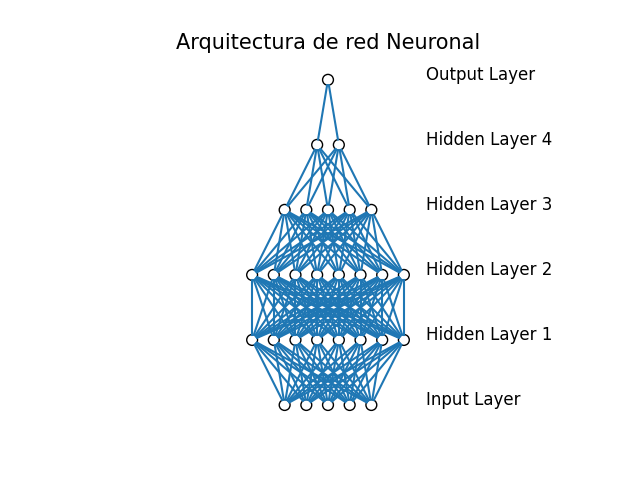 Arquitectura de red Neuronal
Output Layer
Hidden Layer 4
Hidden Layer 3
Hidden Layer 2
Hidden Layer 1
Input Layer